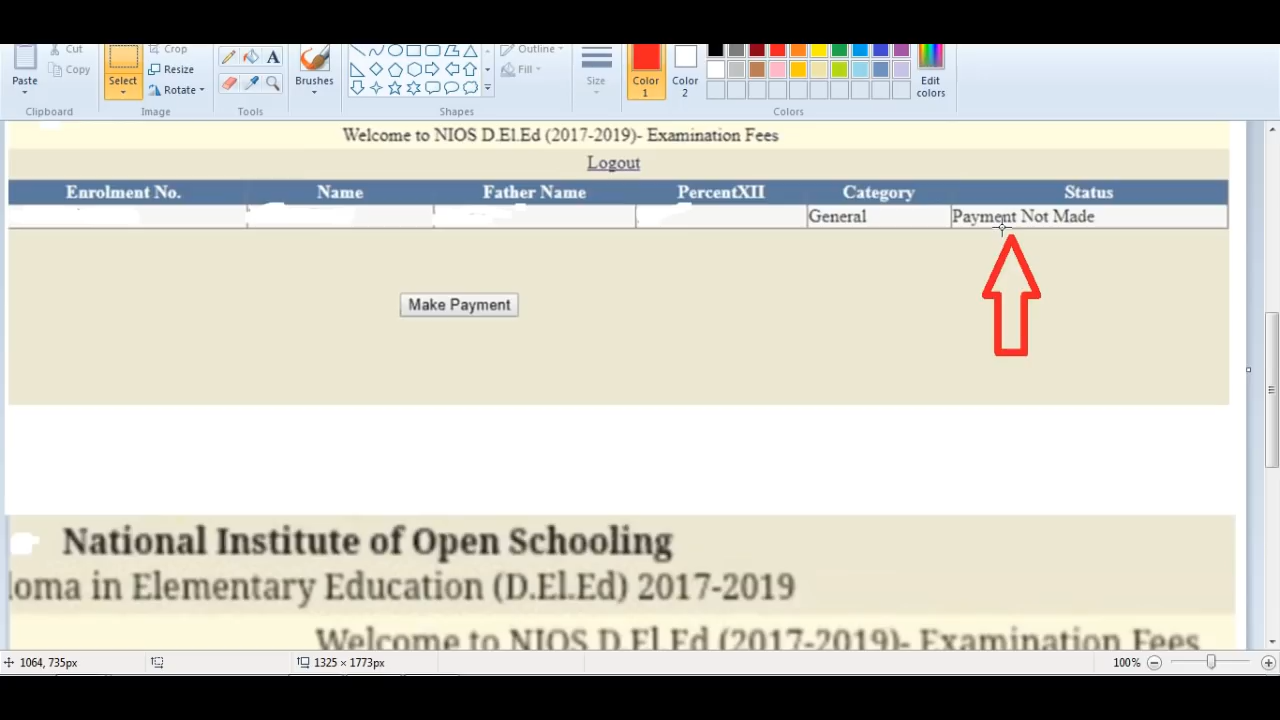 Cut
Crop
Outline
Copy
Resize
Fill
Paste
Select
Rotate
Brushes
Size
Color 1
Color 2
Edit colors
Clipboard
Image
Tools
Shapes
Colors
Welcome to NIOS D.El.Ed (2017-2019)- Examination Fees
Logout
Enrolment No. Name Father Name PercentXII Category Status
General Payment Not Made
Make Payment
National Institute of Open Schooling
loma in Elementary Education (D.El.Ed) 2017-2019
Welcome to NIOS D.El.Ed (2017-2019)- Examination Fees
1064, 735px
1325 × 1773px
100%